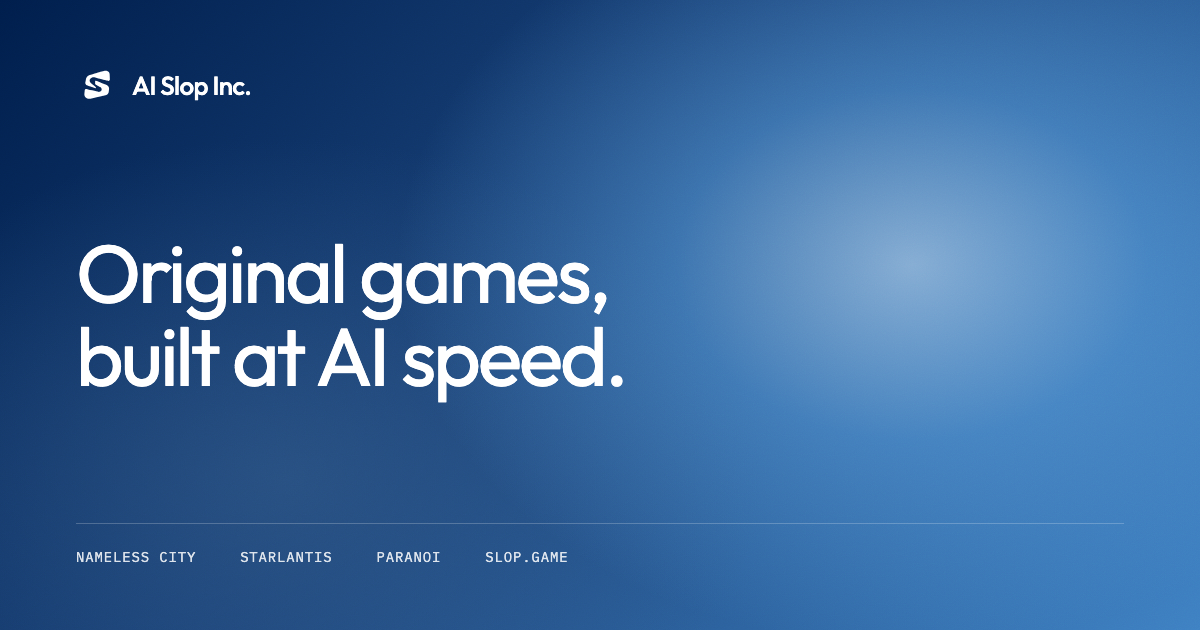 AI Slop Inc.
Original games,
built at AI speed.
NAMELESS CITY STARLANTIS PARANOI SLOP.GAME